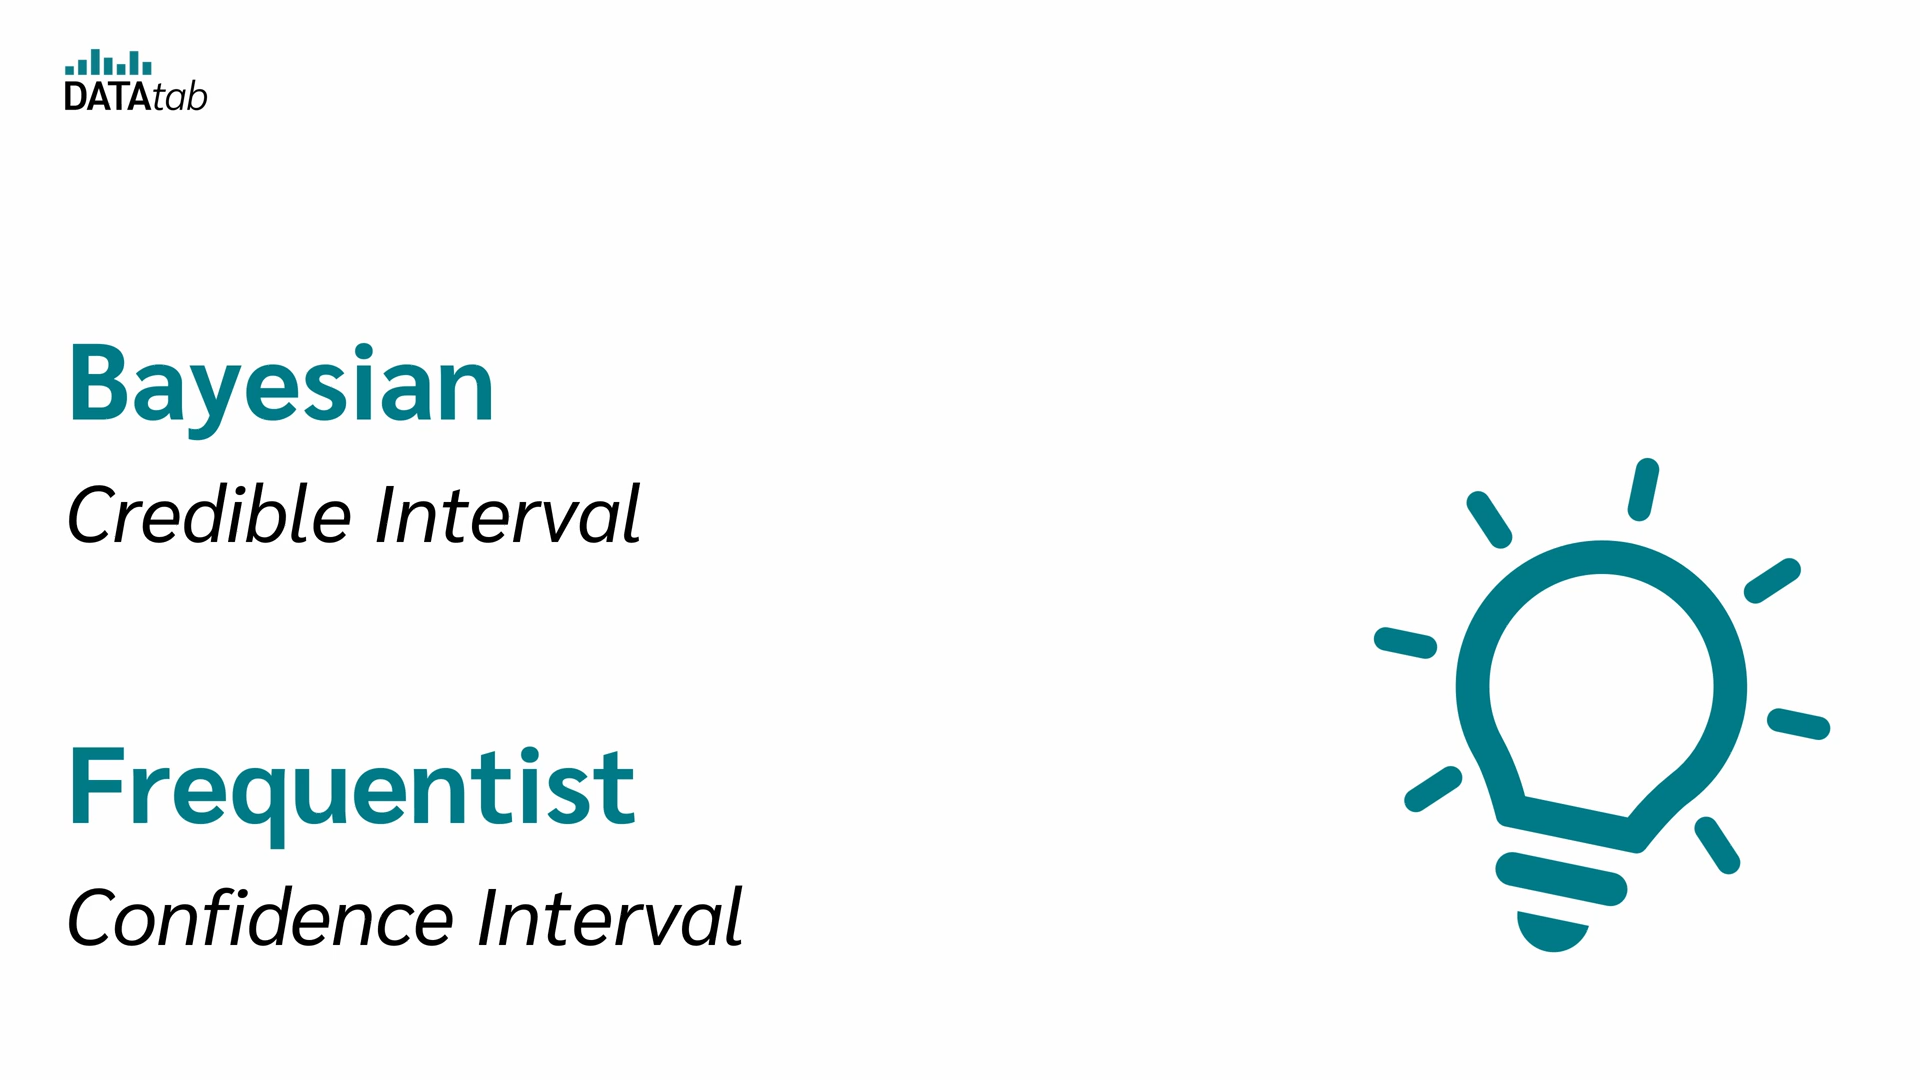 DATAtab
Bayesian
Credible Interval
Frequentist
Confidence Interval